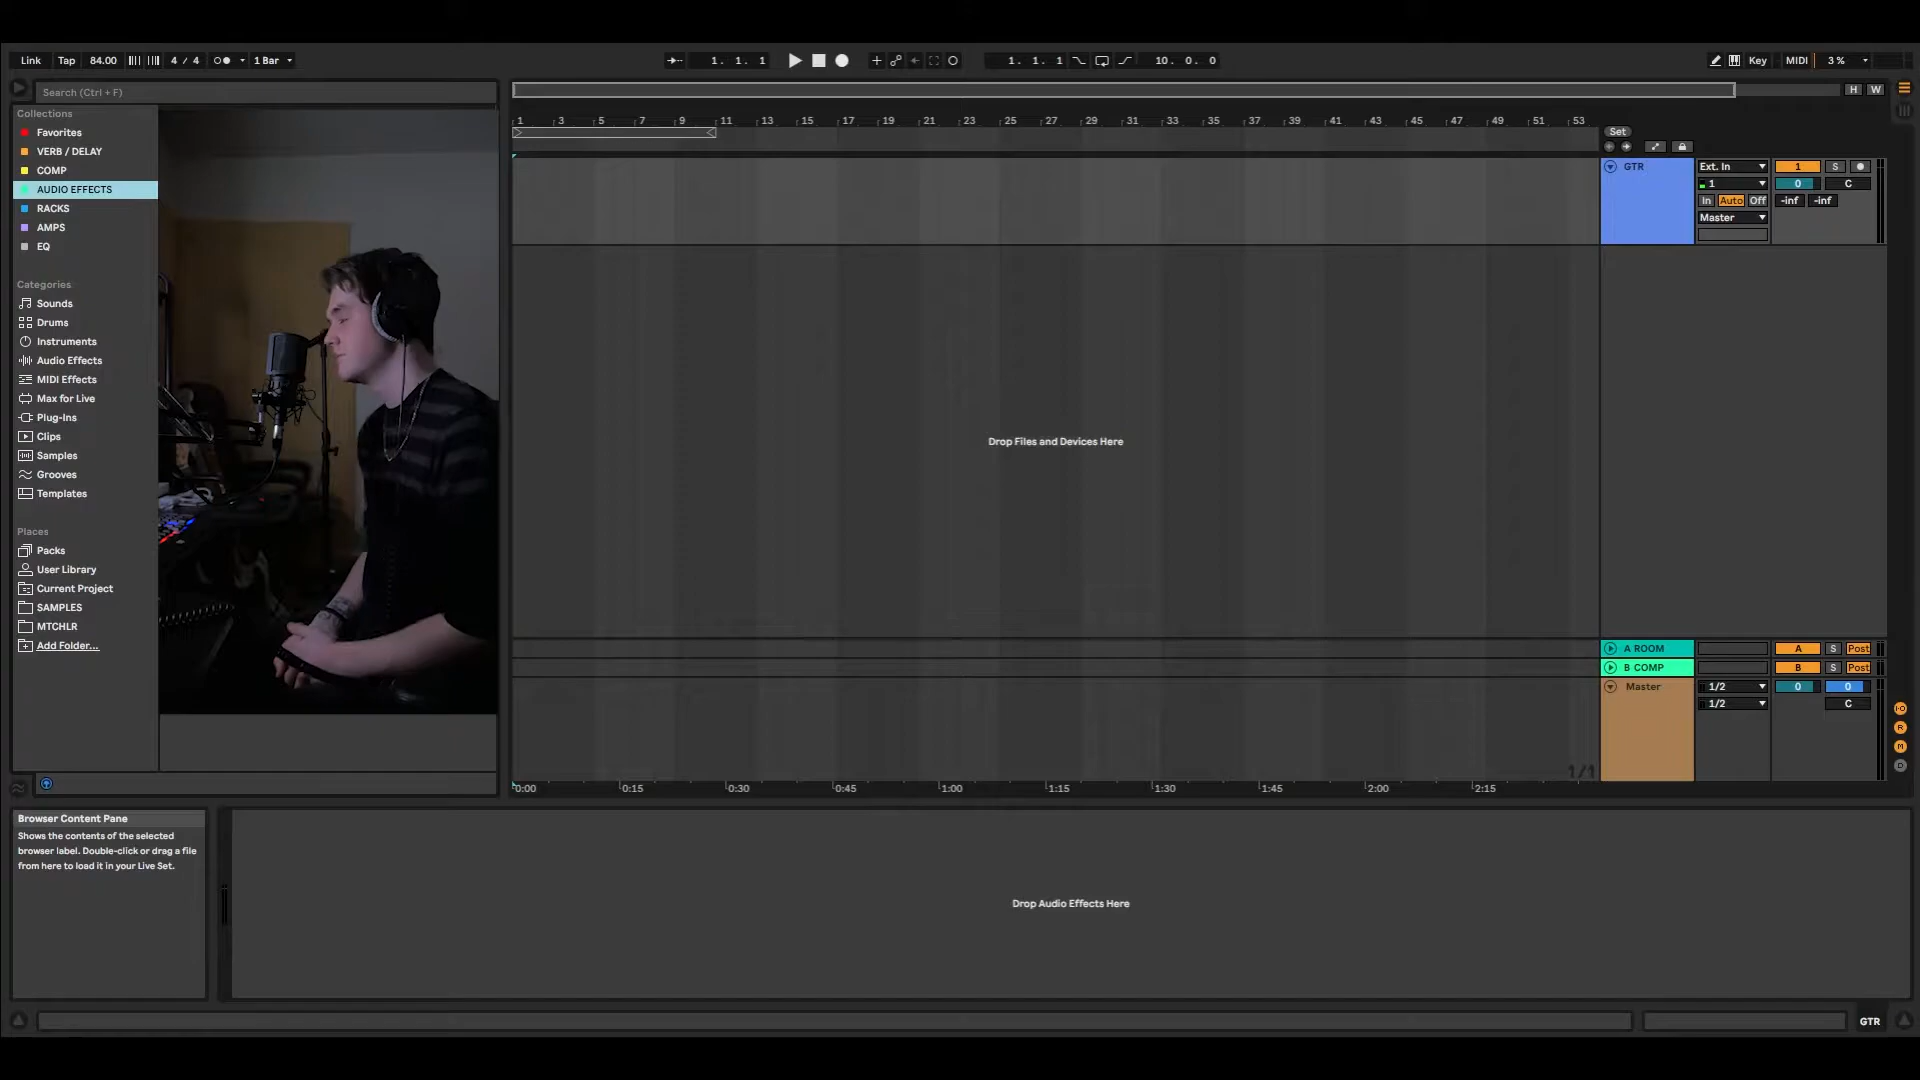 Link Tap 84.00 4 / 4 1 Bar 1. 1. 1 1. 1. 1 10. 0. 0 Key MIDI 3 %
Search (Ctrl + F)
H W
Collections
Favorites
VERB / DELAY
COMP
AUDIO EFFECTS
RACKS
AMPS
EQ
Categories
Sounds
Drums
Instruments
Audio Effects
MIDI Effects
Max for Live
Plug-Ins
Clips
Samples
Grooves
Templates
Places
Packs
User Library
Current Project
SAMPLES
MTCHLR
Add Folder...
1 3 5 7 9 11 13 15 17 19 21 23 25 27 29 31 33 35 37 39 41 43 45 47 49 51 53
Set
GTR Ext. In 1 S
1 0 C
In Auto Off -inf -inf
Master
Drop Files and Devices Here
A ROOM A S Post
B COMP B S Post
Master 1/2 0 0
1/2 C
1/1
0:00 0:15 0:30 0:45 1:00 1:15 1:30 1:45 2:00 2:15
I·O
R
M
D
Browser Content Pane
Shows the contents of the selected
browser label. Double-click or drag a file
from here to load it in your Live Set.
Drop Audio Effects Here
GTR